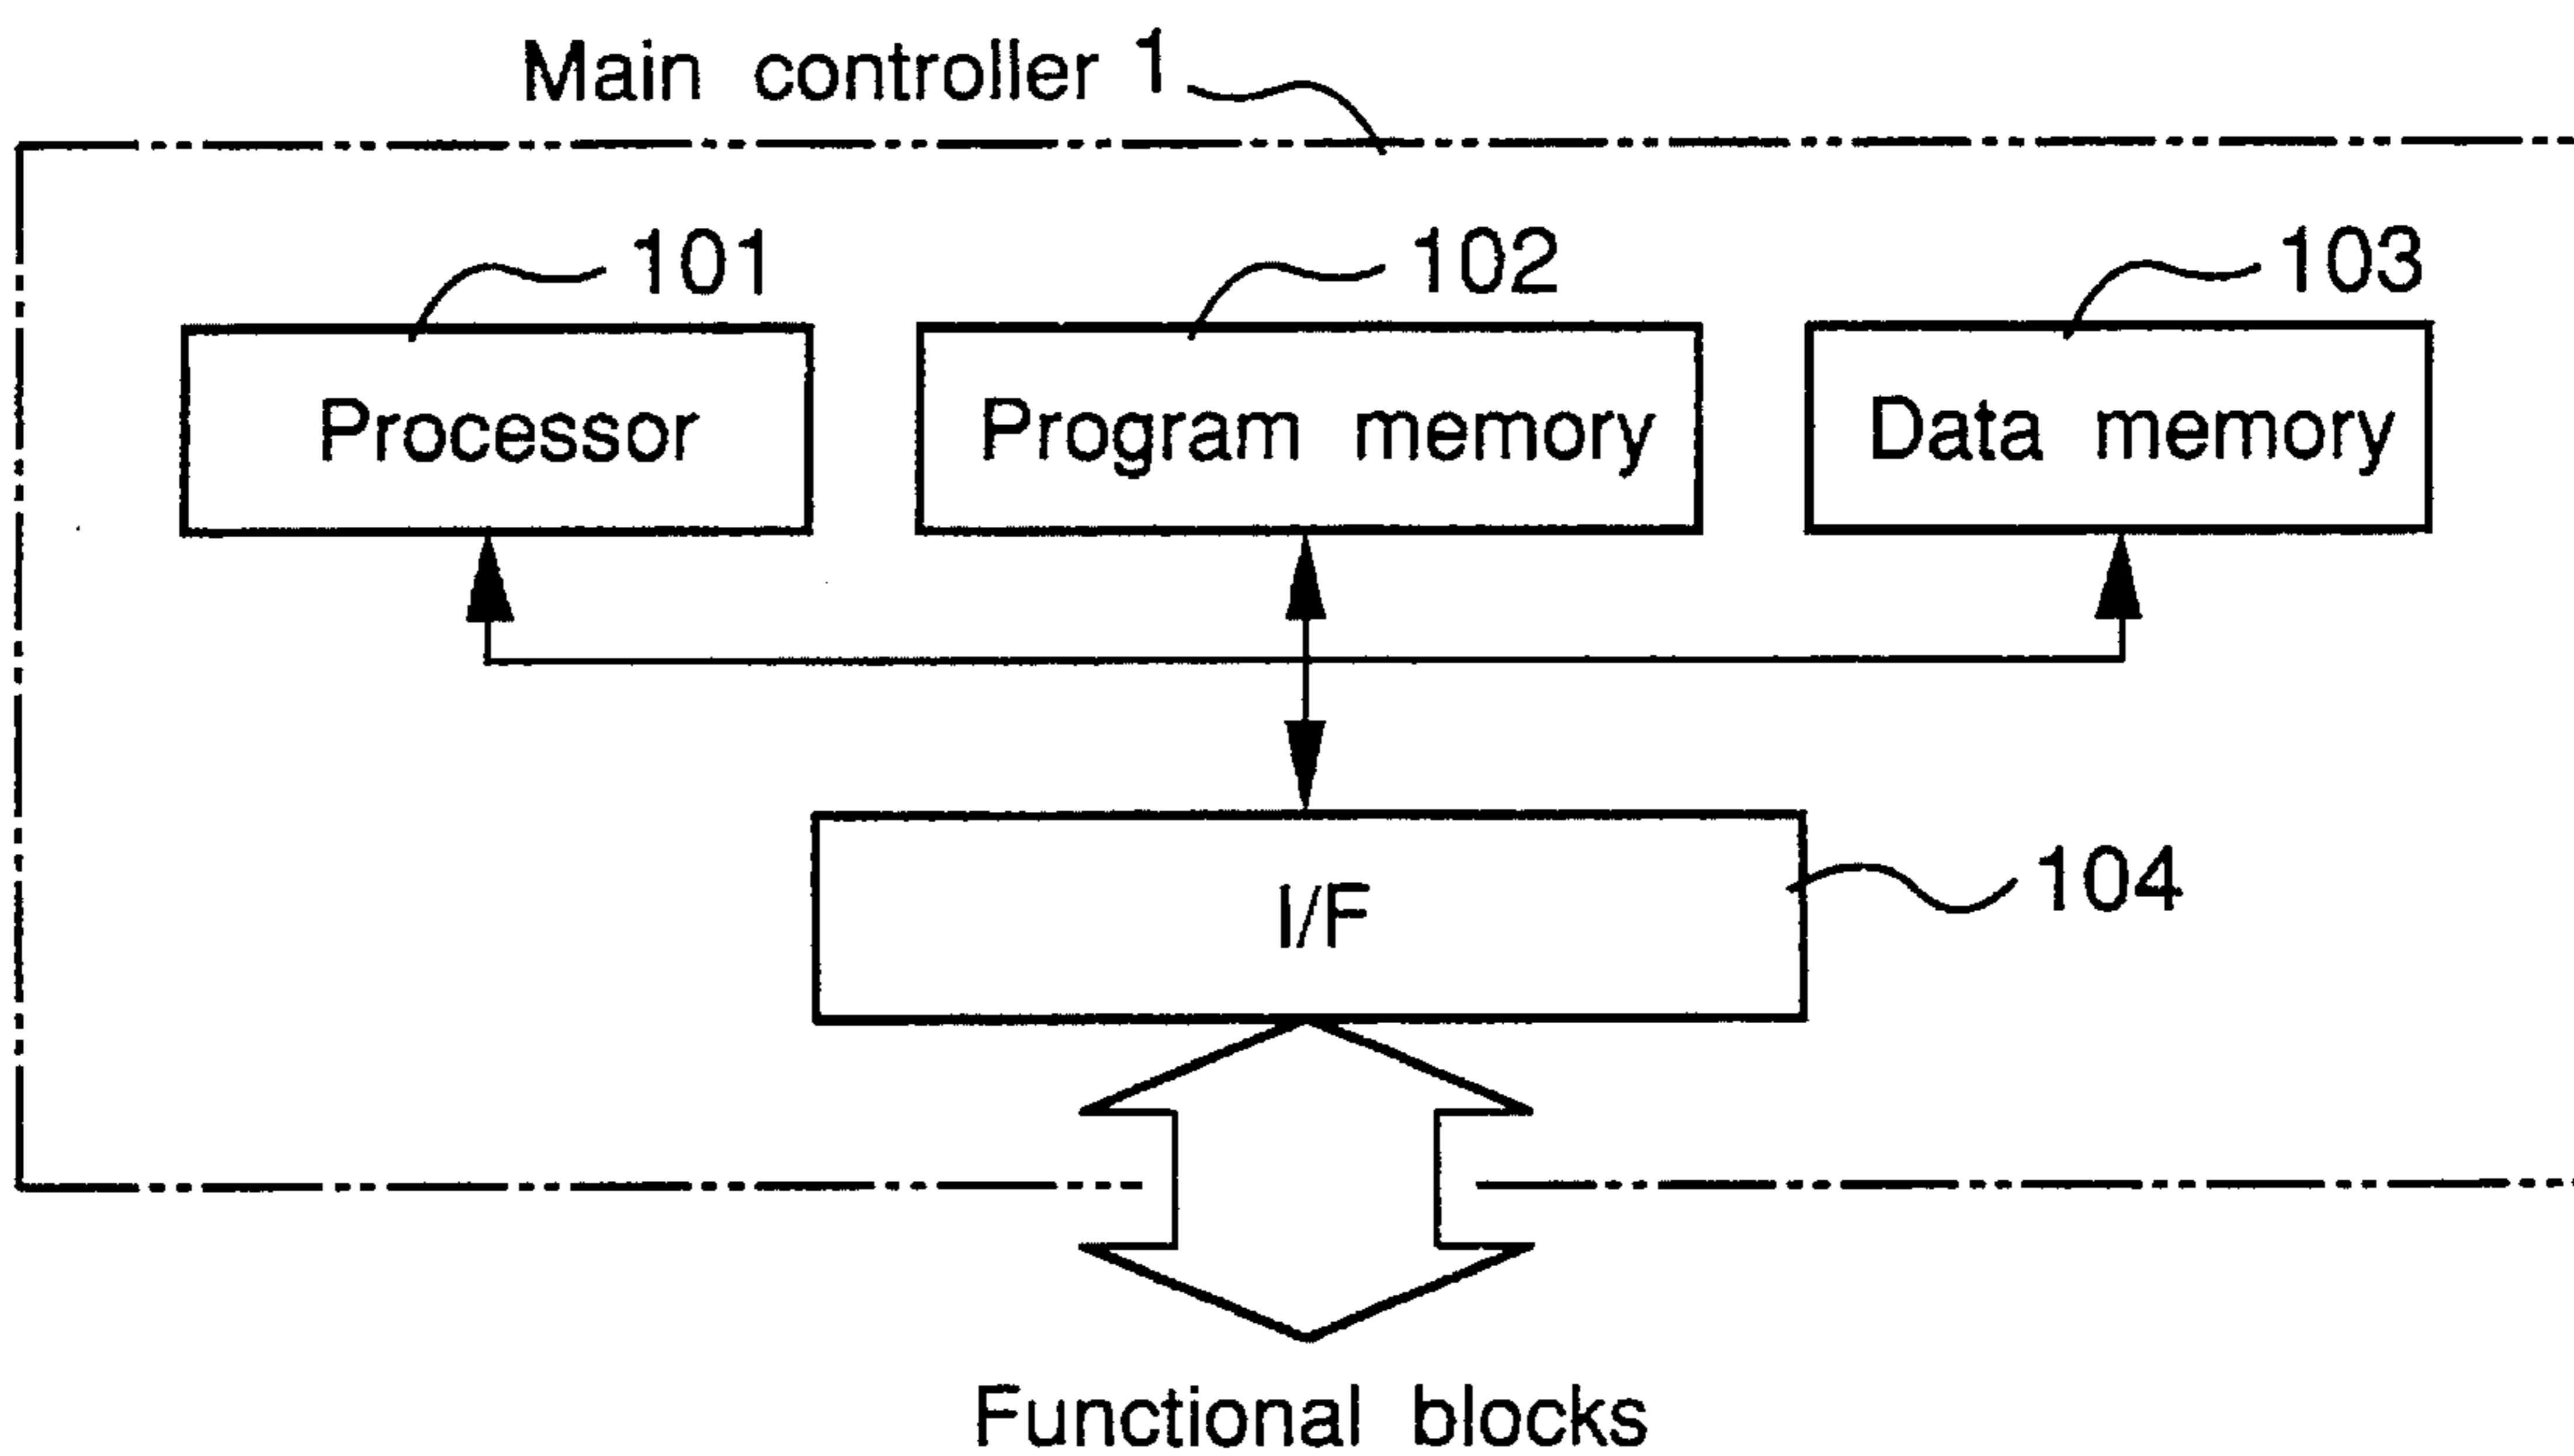 Main controller 1
101
102
103
Processor
Program memory
Data memory
104
I/F
Functional blocks